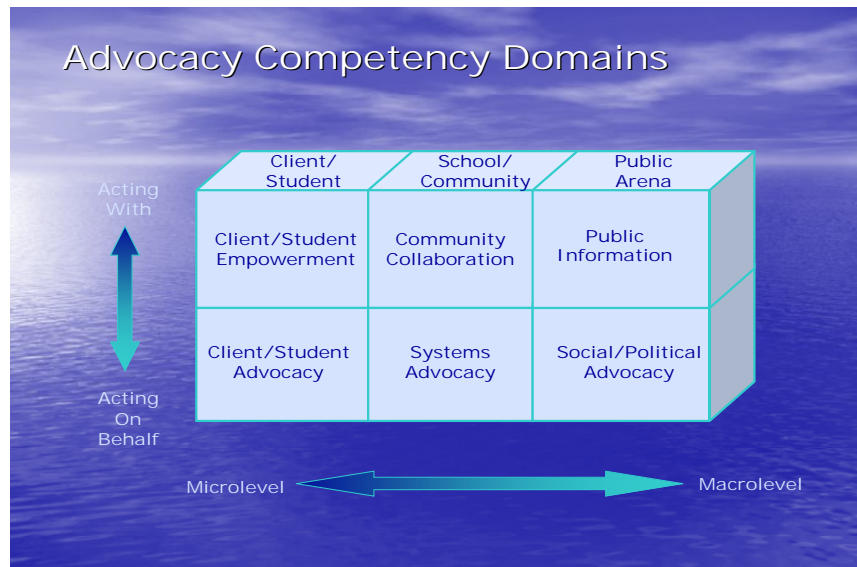 Advocacy Competency Domains
Client/
Student
School/
Community
Public
Arena
Acting
With
Client/Student
Empowerment
Community
Collaboration
Public
Information
Client/Student
Advocacy
Systems
Advocacy
Social/Political
Advocacy
Acting
On
Behalf
Microlevel
Macrolevel